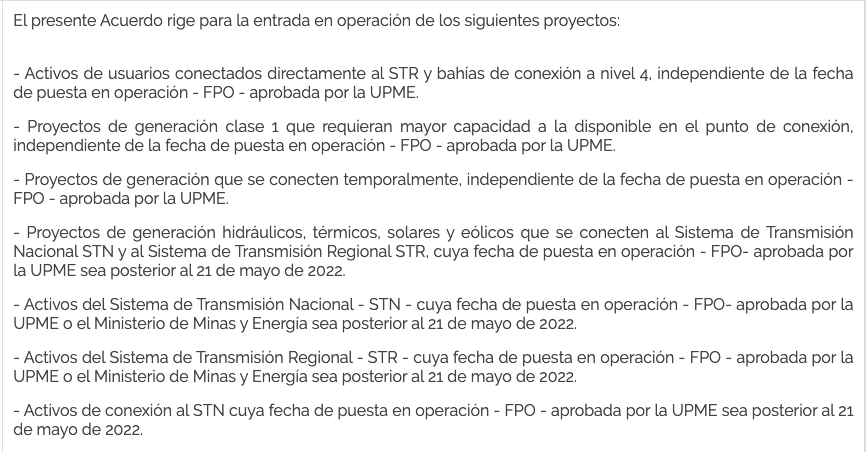 El presente Acuerdo rige para la entrada en operación de los siguientes proyectos:
- Activos de usuarios conectados directamente al STR y bahías de conexión a nivel 4, independiente de la fecha
de puesta en operación - FPO - aprobada por la UPME.
- Proyectos de generación clase 1 que requieran mayor capacidad a la disponible en el punto de conexión,
independiente de la fecha de puesta en operación - FPO - aprobada por la UPME.
- Proyectos de generación que se conecten temporalmente, independiente de la fecha de puesta en operación -
FPO - aprobada por la UPME.
- Proyectos de generación hidráulicos, térmicos, solares y eólicos que se conecten al Sistema de Transmisión
Nacional STN y al Sistema de Transmisión Regional STR, cuya fecha de puesta en operación - FPO- aprobada por
la UPME sea posterior al 21 de mayo de 2022.
- Activos del Sistema de Transmisión Nacional - STN - cuya fecha de puesta en operación - FPO- aprobada por la
UPME o el Ministerio de Minas y Energía sea posterior al 21 de mayo de 2022.
- Activos del Sistema de Transmisión Regional - STR - cuya fecha de puesta en operación - FPO - aprobada por la
UPME o el Ministerio de Minas y Energía sea posterior al 21 de mayo de 2022.
- Activos de conexión al STN cuya fecha de puesta en operación - FPO - aprobada por la UPME sea posterior al 21
de mayo de 2022.